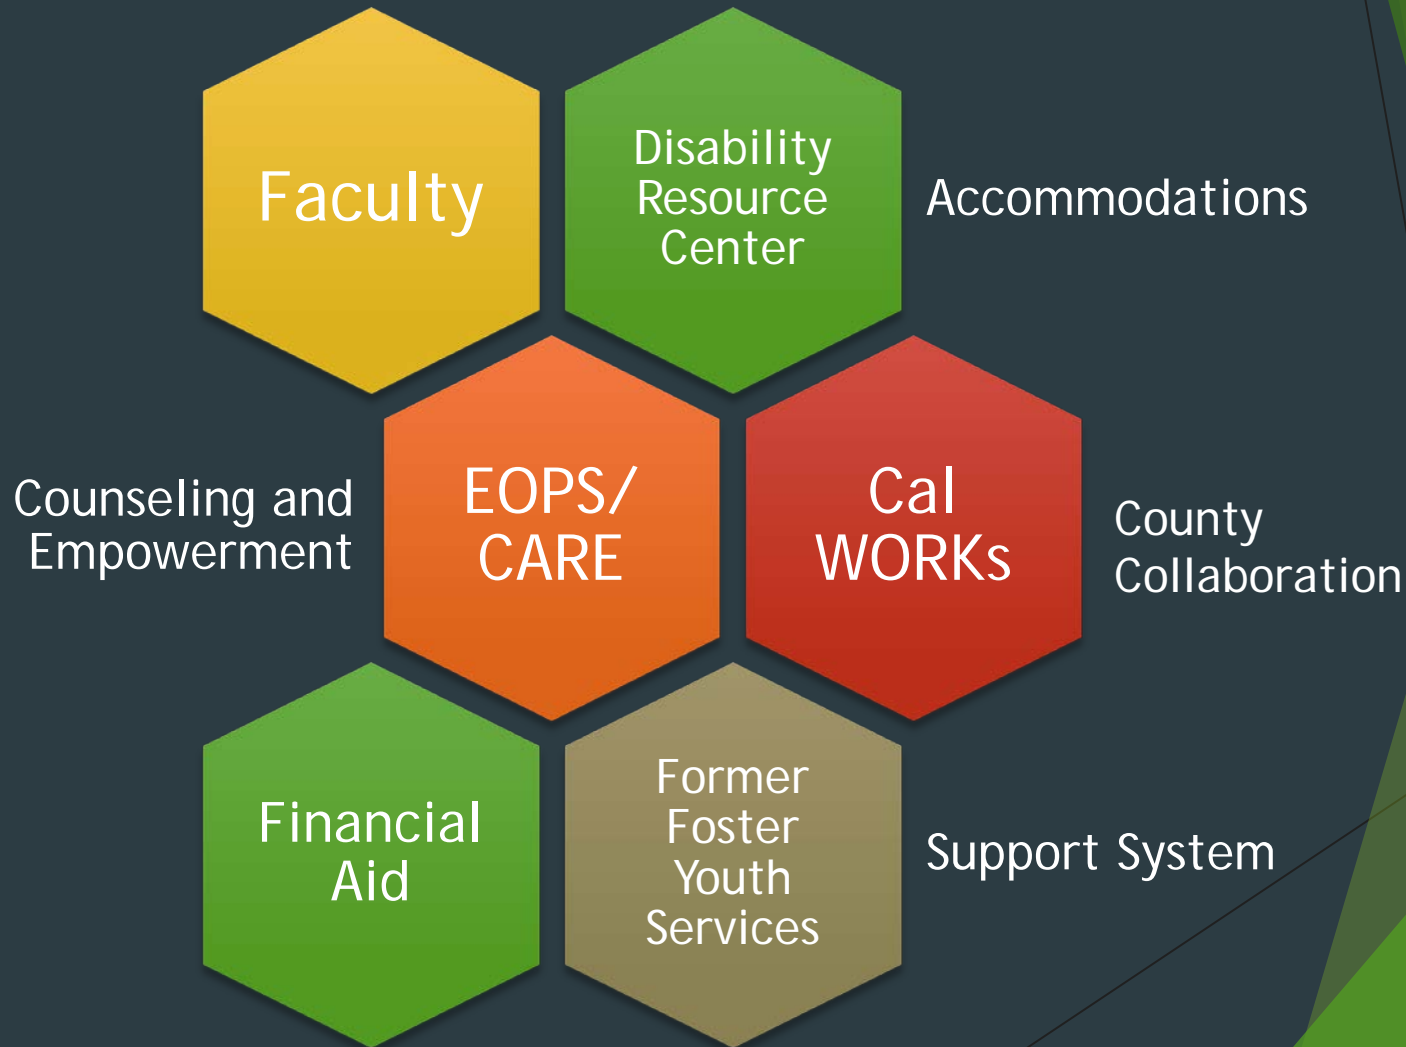 Faculty
Disability
Resource
Center
Accommodations
Counseling and
Empowerment
EOPS/
CARE
Cal
WORKs
County
Collaboration
Financial
Aid
Former
Foster
Youth
Services
Support System